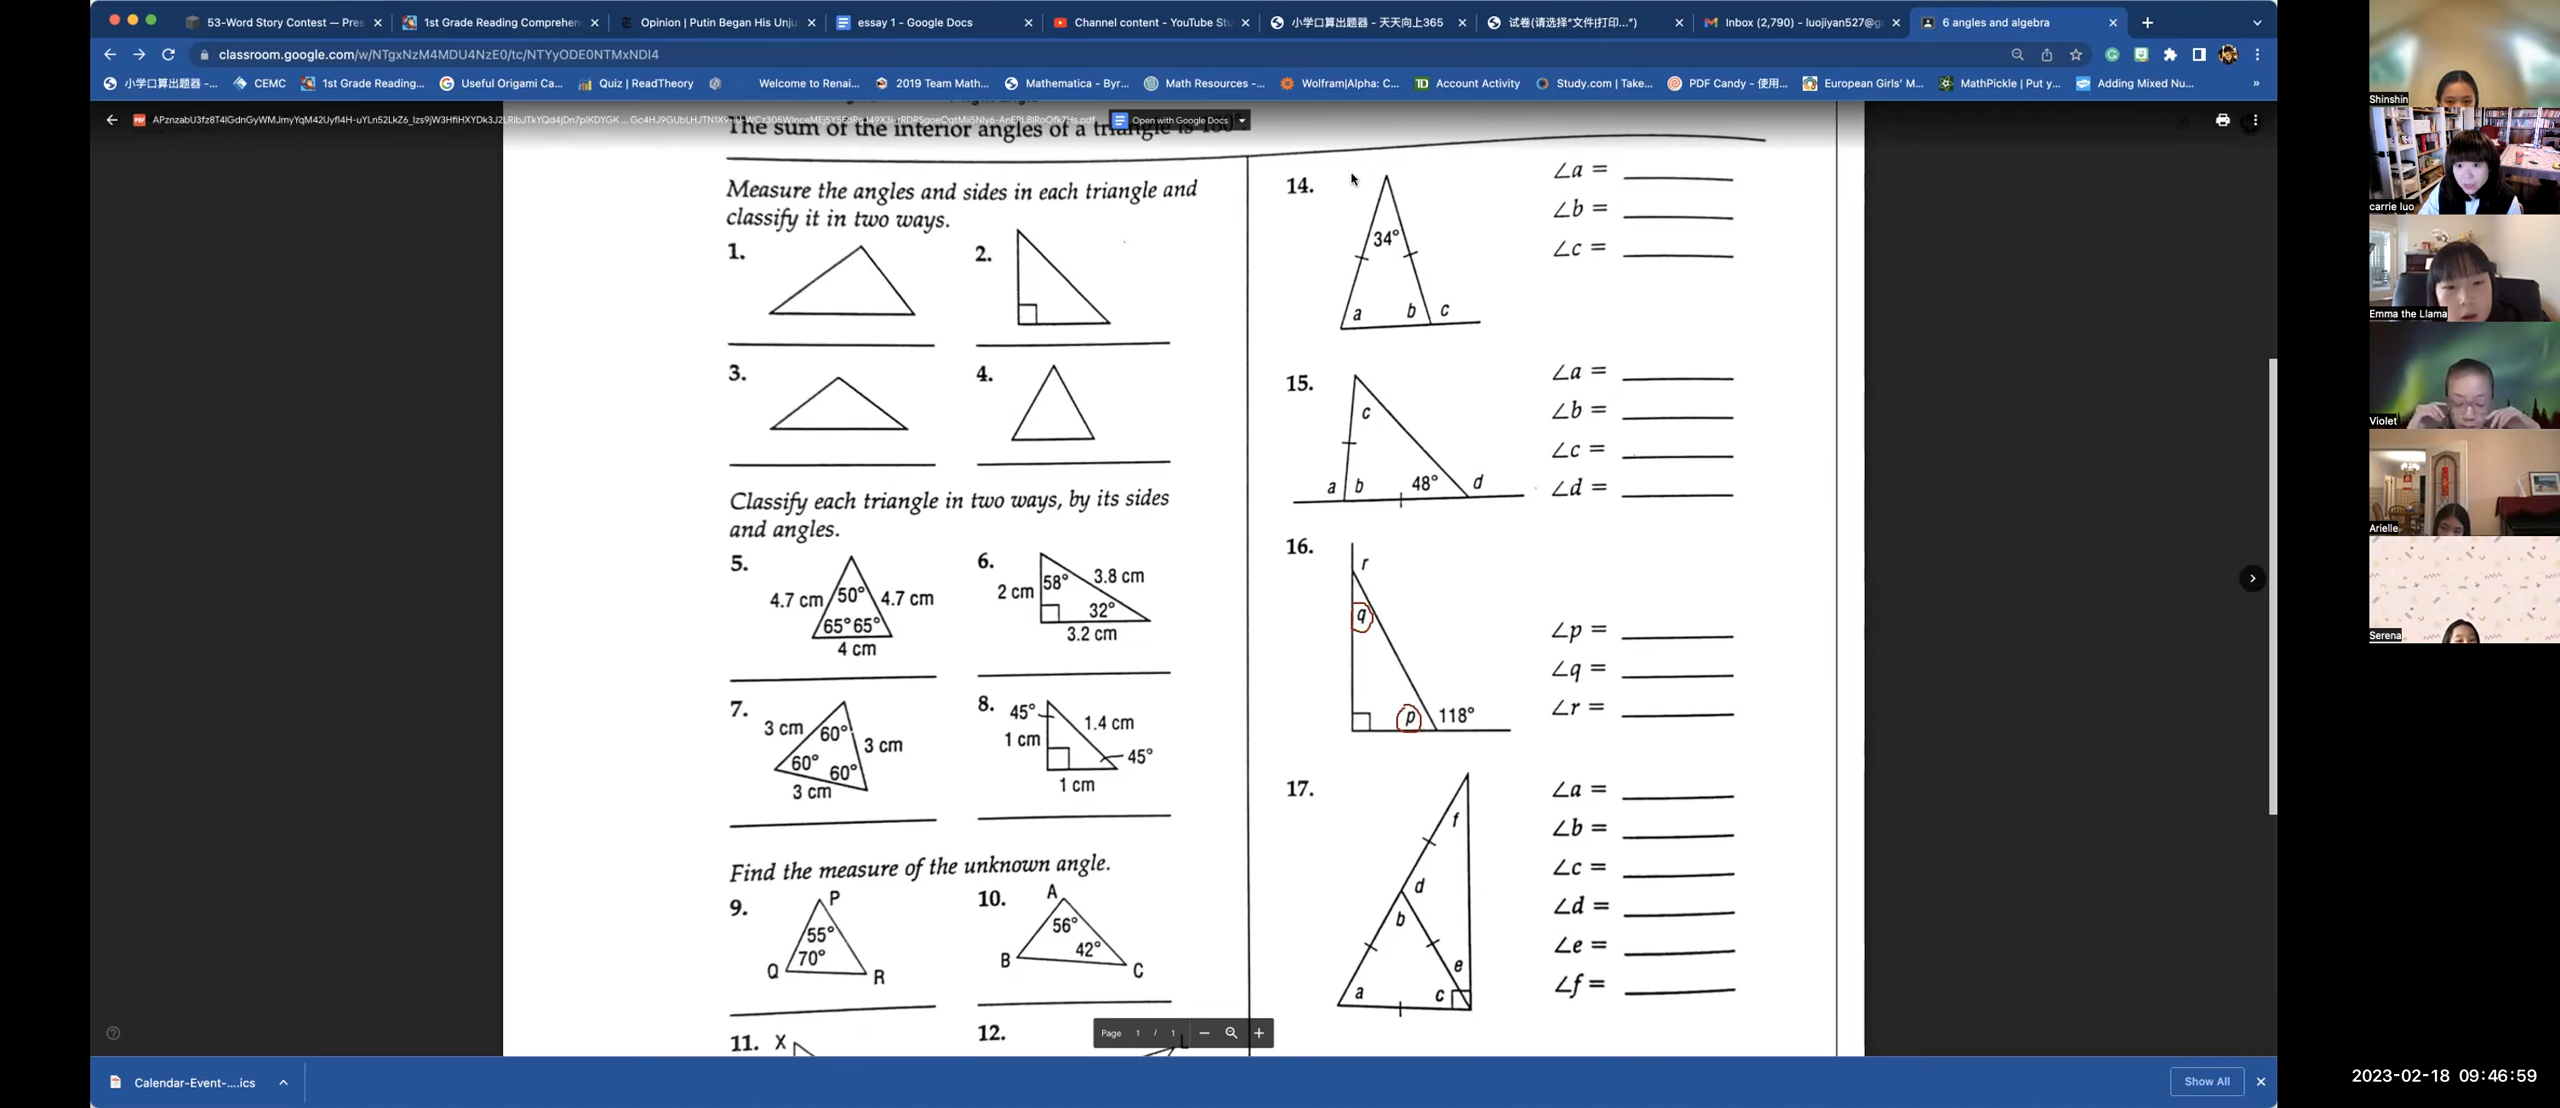 53-Word Story Contest — Pres
1st Grade Reading Comprehen
Opinion | Putin Began His Unju
essay 1 - Google Docs
Channel content - YouTube Stu
小学口算出题器 - 天天向上365
试卷(请选择“文件|打印...”)
Inbox (2,790) - luojiyan527@g
6 angles and algebra
classroom.google.com/w/NTgxNzM4MDU4NzE0/tc/NTYyODE0NTMxNDI4
小学口算出题器 -...
CEMC
1st Grade Reading...
Useful Origami Ca...
Quiz | ReadTheory
Welcome to Renai...
2019 Team Math...
Mathematica - Byr...
Math Resources -...
Wolfram|Alpha: C...
Account Activity
Study.com | Take...
PDF Candy - 使用...
European Girls' M...
MathPickle | Put y...
Adding Mixed Nu...
Open with Google Docs
The sum of the interior angles of a triangle is 180°.
Measure the angles and sides in each triangle and
classify it in two ways.
1.
2.
3.
4.
Classify each triangle in two ways, by its sides
and angles.
5.
4.7 cm 50° 4.7 cm
65° 65°
4 cm
6.
2 cm 58° 3.8 cm
32°
3.2 cm
7.
3 cm 60° 3 cm
60° 60°
3 cm
8.
45° 1.4 cm
1 cm 45°
1 cm
Find the measure of the unknown angle.
9.
P
55°
70°
Q R
10.
A
56°
42°
B C
11. X
12.
L
14.
34°
a b c
∠a =
∠b =
∠c =
15.
c
a b 48° d
∠a =
∠b =
∠c =
∠d =
16.
r
q
p 118°
∠p =
∠q =
∠r =
17.
f
d
b
e
a c
∠a =
∠b =
∠c =
∠d =
∠e =
∠f =
Page 1 / 1
Calendar-Event-....ics
Show All
Shinshin
carrie luo
Emma the Llama
Violet
Arielle
Serena
2023-02-18 09:46:59